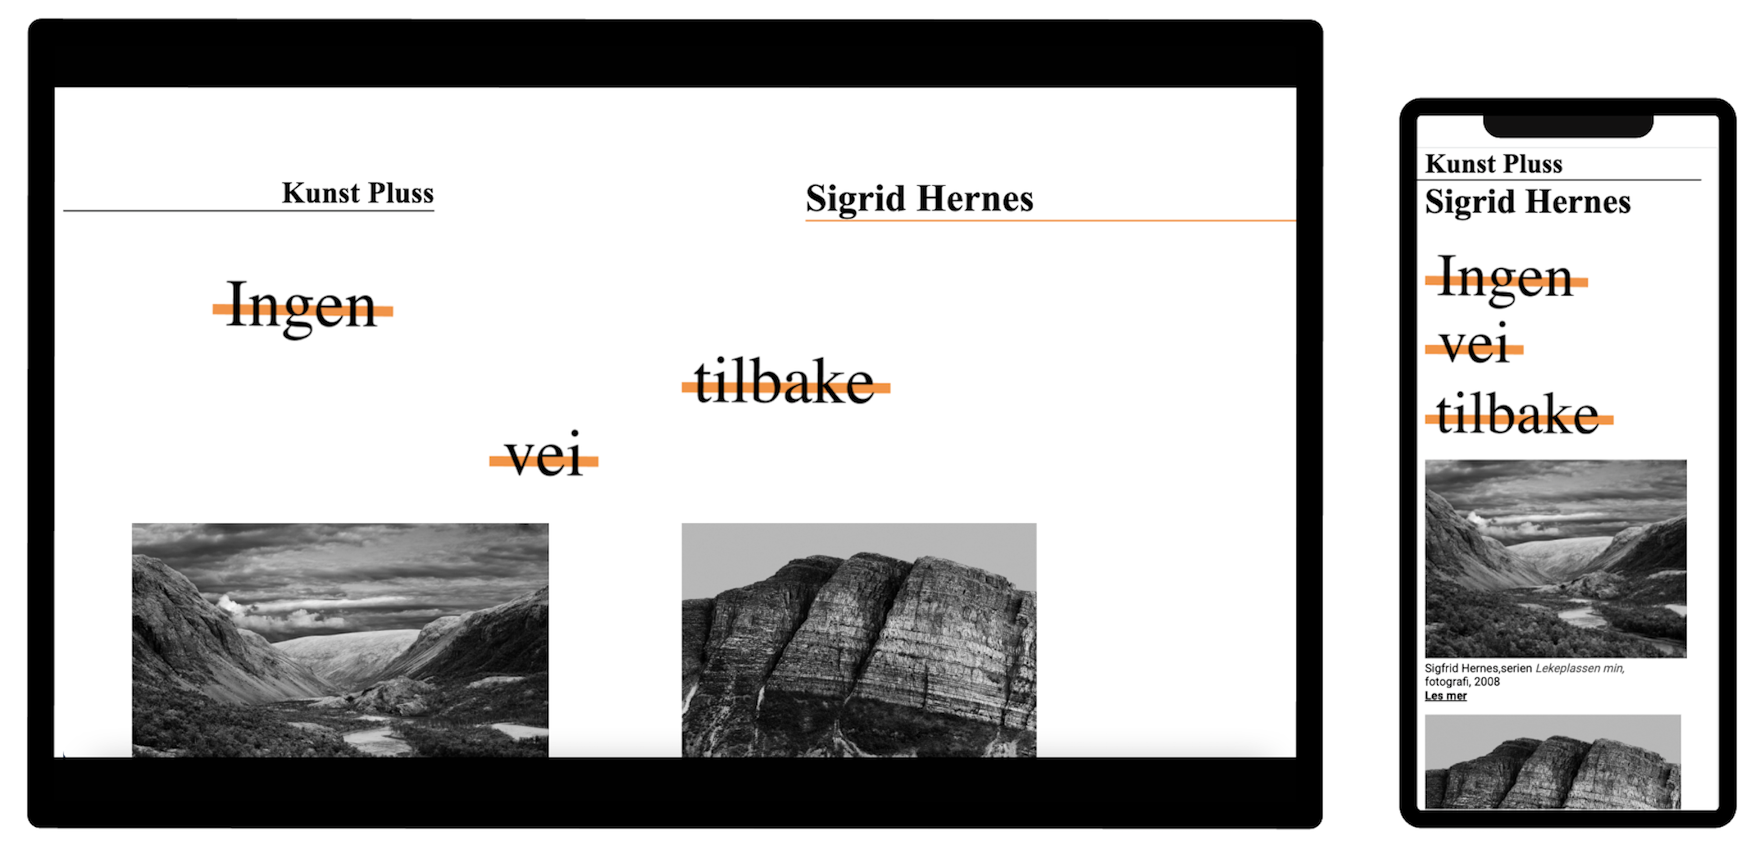 Kunst Pluss
Sigrid Hernes
Ingen
tilbake
vei
Kunst Pluss
Sigrid Hernes
Ingen
vei
tilbake
Sigfrid Hernes,serien Lekeplassen min,
fotografi, 2008
Les mer